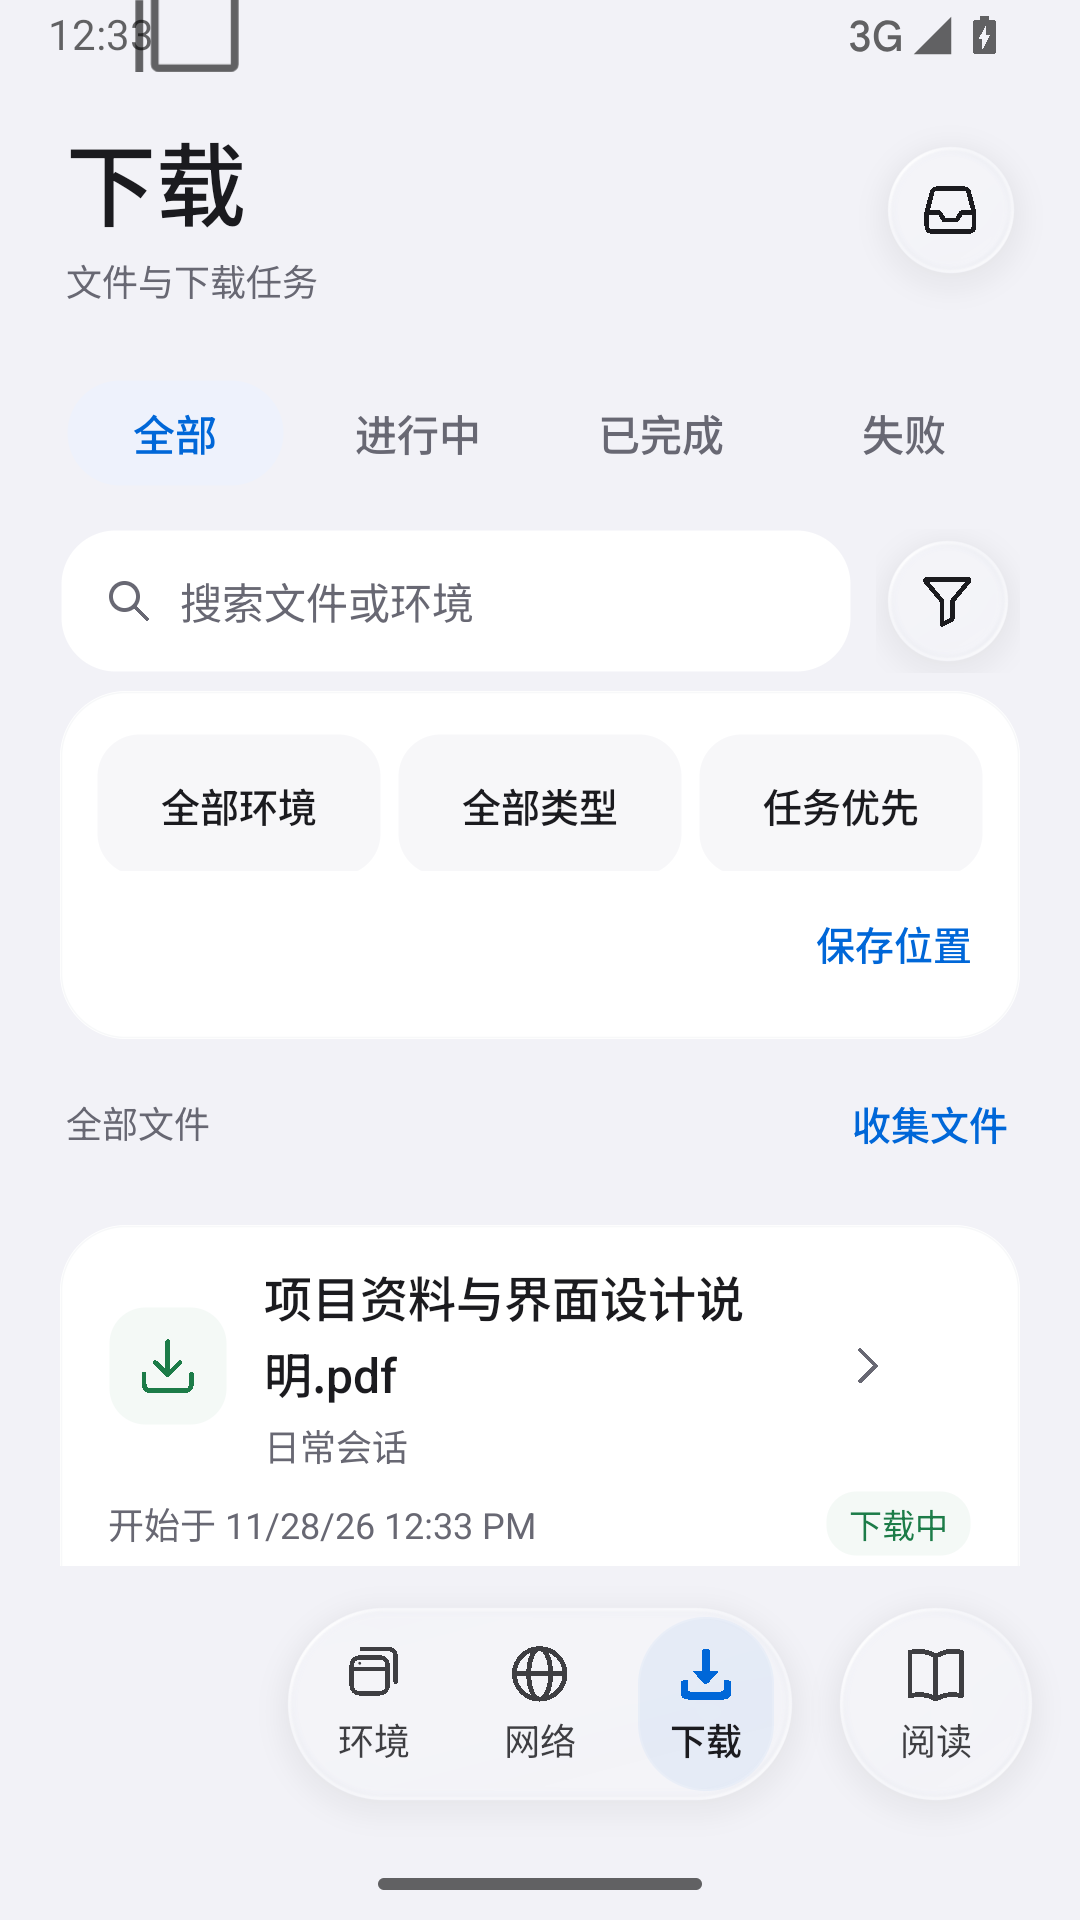 12:33
3G
下载
文件与下载任务
全部
进行中
已完成
失败
搜索文件或环境
全部环境
全部类型
任务优先
保存位置
全部文件
收集文件
项目资料与界面设计说
明.pdf
日常会话
开始于 11/28/26 12:33 PM
下载中
环境
网络
下载
阅读